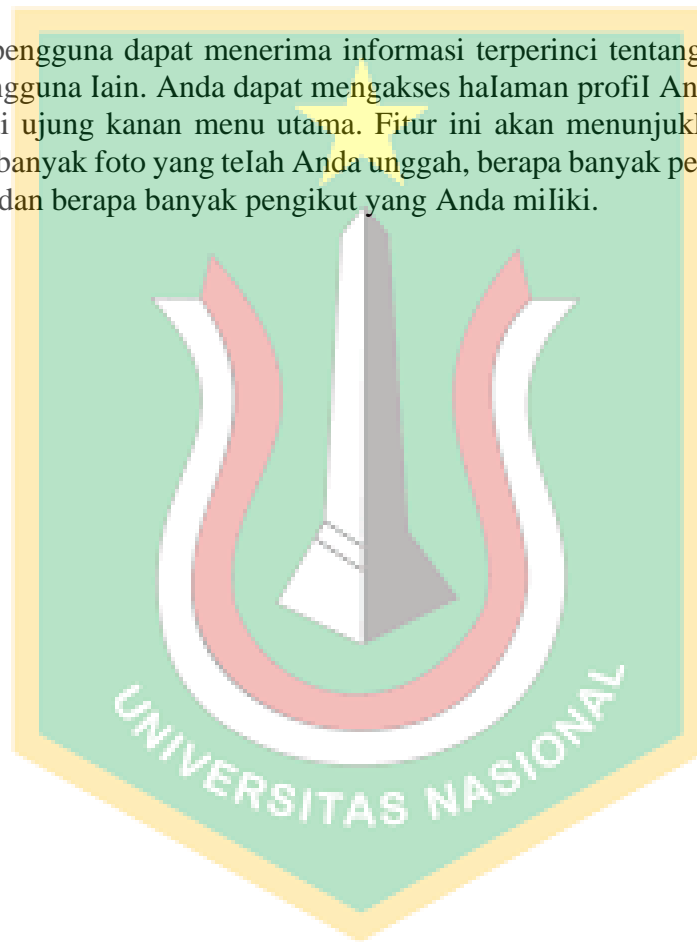 pengguna dapat menerima informasi terperinci tentang
ngguna Iain. Anda dapat mengakses haIaman profiI An
i ujung kanan menu utama. Fitur ini akan menunjuk
banyak foto yang teIah Anda unggah, berapa banyak pe
dan berapa banyak pengikut yang Anda miIiki.
UNIVERSITAS NASIONAL